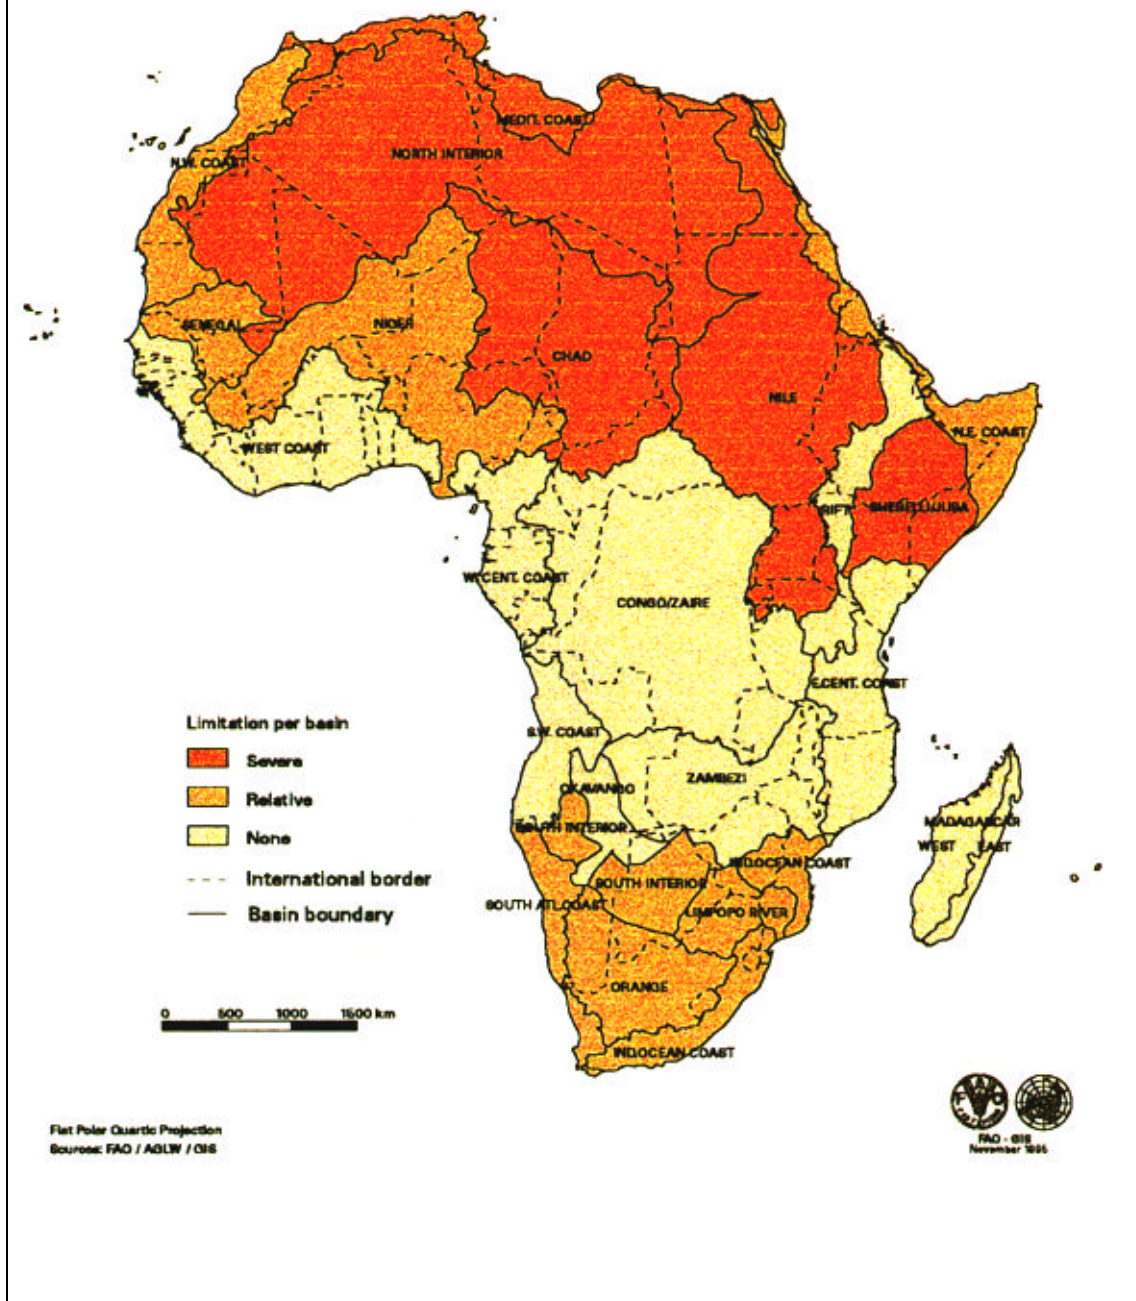 MEDIT. COAST
NORTH INTERIOR
N.W. COAST
SENEGAL
NIGER
CHAD
NILE
N.E. COAST
WEST COAST
RIFT
SHEBELLI/JUBA
W. CENT. COAST
CONGO/ZAIRE
E.CENT. COAST
S.W. COAST
ZAMBEZI
OKAVANGO
SOUTH INTERIOR
MADAGASCAR
WEST
EAST
IND.OCEAN COAST
SOUTH INTERIOR
SOUTH ATL.COAST
LIMPOPO RIVER
ORANGE
IND.OCEAN COAST
Limitation per basin
Severe
Relative
None
International border
Basin boundary
0 500 1000 1500 km
Flat Polar Quartic Projection
Sources: FAO / AGLW / GIS
FAO - GIS
November 1995